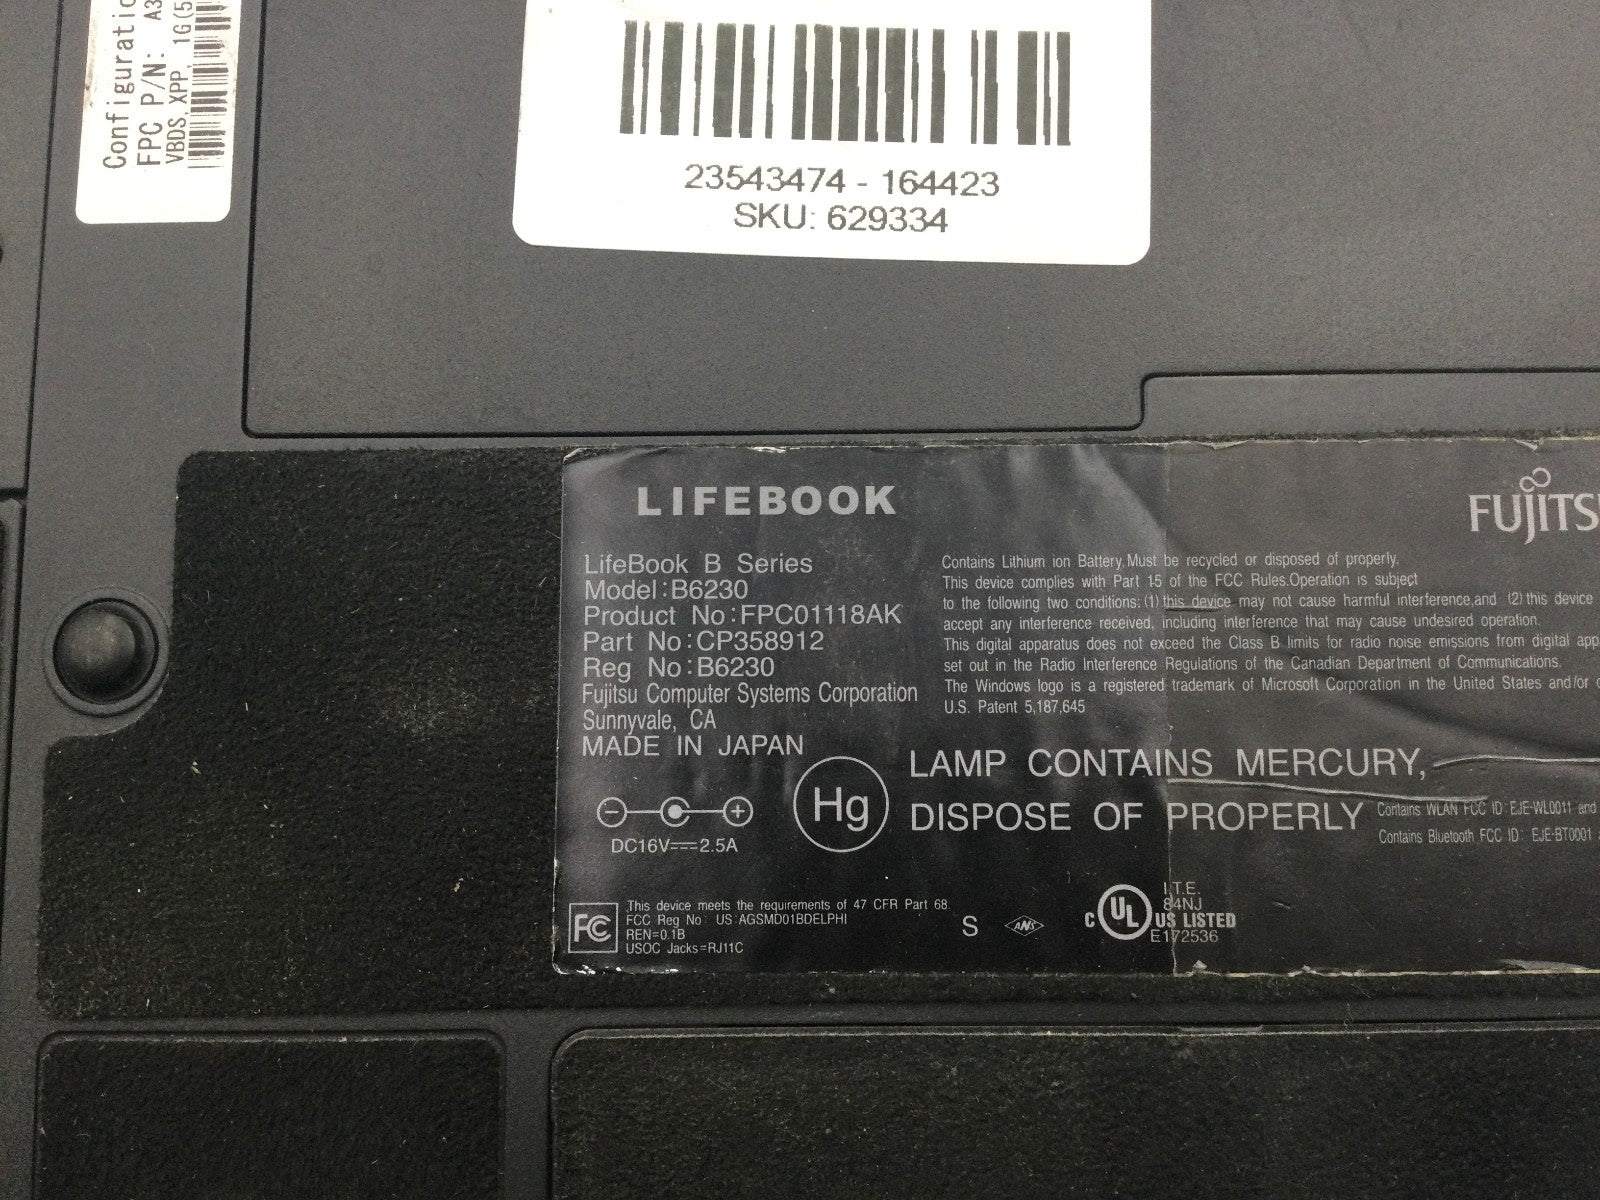 Configuratio
FPC P/N: A3
VBDS, XPP, 1G(5
23543474 - 164423
SKU: 629334
LIFEBOOK
FUJITSU
LifeBook B Series
Model:B6230
Product No:FPC01118AK
Part No:CP358912
Reg No:B6230
Fujitsu Computer Systems Corporation
Sunnyvale, CA
MADE IN JAPAN
Contains Lithium ion Battery.Must be recycled or disposed of properly.
This device complies with Part 15 of the FCC Rules.Operation is subject
to the following two conditions:(1)this device may not cause harmful interference,and (2)this device
accept any interference received, including interference that may cause undesired operation.
This digital apparatus does not exceed the Class B limits for radio noise emissions from digital app
set out in the Radio Interference Regulations of the Canadian Department of Communications.
The Windows logo is a registered trademark of Microsoft Corporation in the United States and/or
U.S. Patent 5,187,645
Hg
LAMP CONTAINS MERCURY,
DISPOSE OF PROPERLY
Contains WLAN FCC ID:EJE-WL0011 and
Contains Bluetooth FCC ID: EJE-BT0001
DC16V 2.5A
FC
This device meets the requirements of 47 CFR Part 68.
FCC Reg No: US:AGSMD01BDELPHI
REN=0.1B
USOC Jacks=RJ11C
S
ANS
C UL US LISTED
I.T.E.
84NJ
E172536